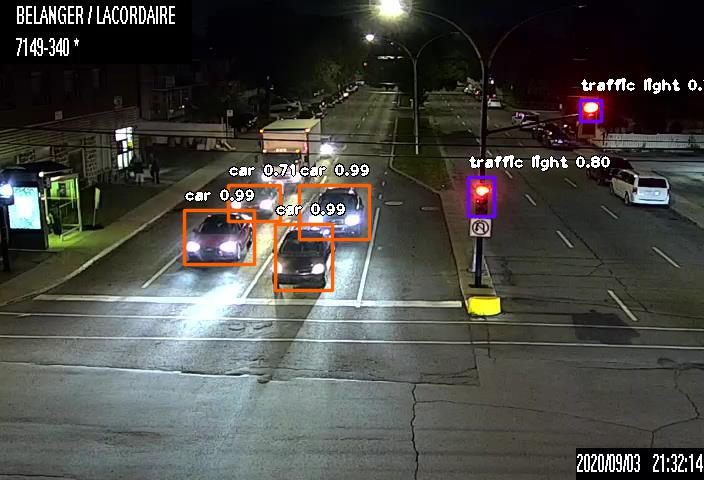 BELANGER / LACORDAIRE
7149-340 *
traffic light 0.
traffic light 0.80
car 0.71
car 0.99
car 0.99
car 0.99
2020/09/03 21:32:14